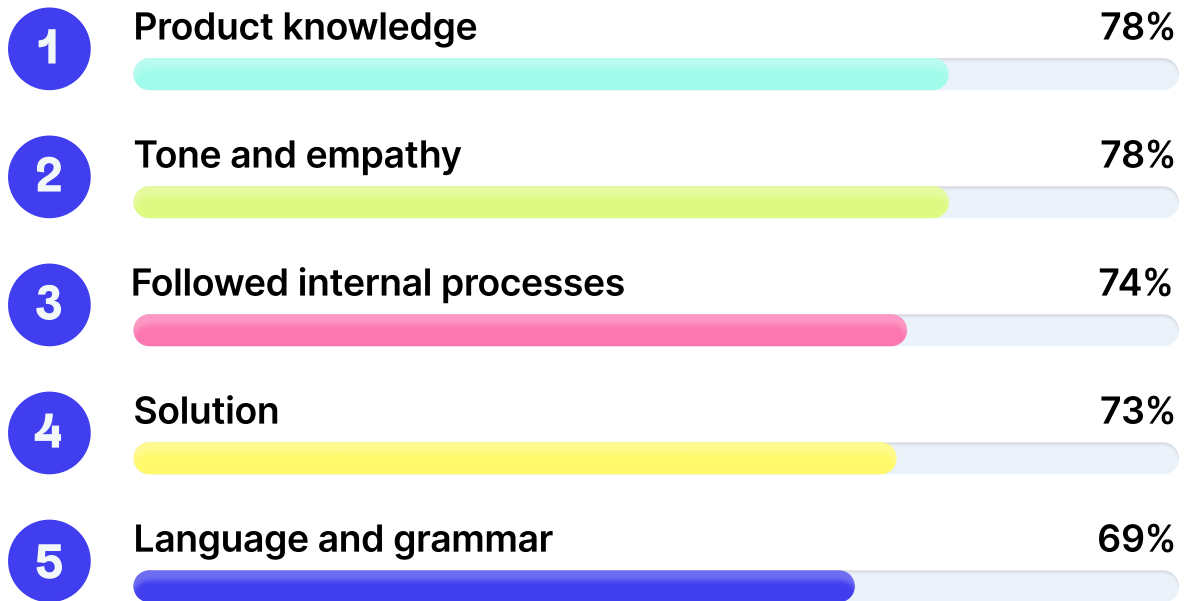 1 Product knowledge 78%
2 Tone and empathy 78%
3 Followed internal processes 74%
4 Solution 73%
5 Language and grammar 69%